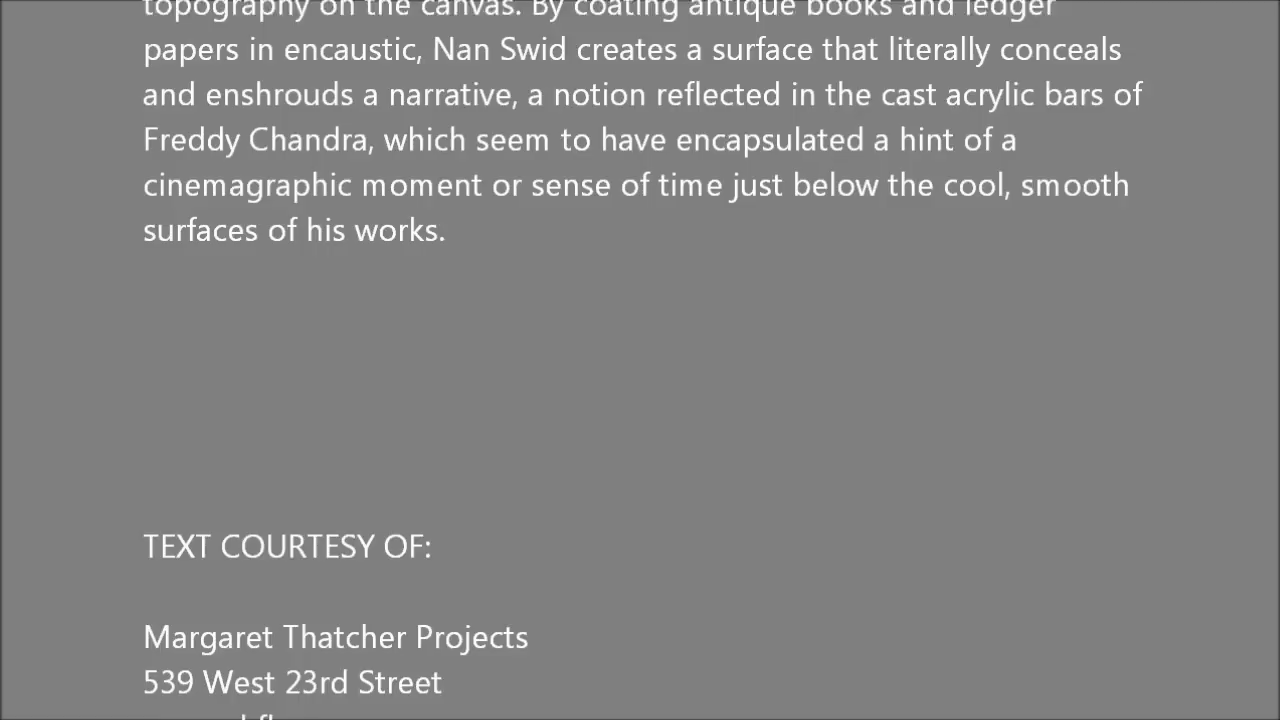 topography on the canvas. By coating antique books and ledger
papers in encaustic, Nan Swid creates a surface that literally conceals
and enshrouds a narrative, a notion reflected in the cast acrylic bars of
Freddy Chandra, which seem to have encapsulated a hint of a
cinemagraphic moment or sense of time just below the cool, smooth
surfaces of his works.
TEXT COURTESY OF:
Margaret Thatcher Projects
539 West 23rd Street